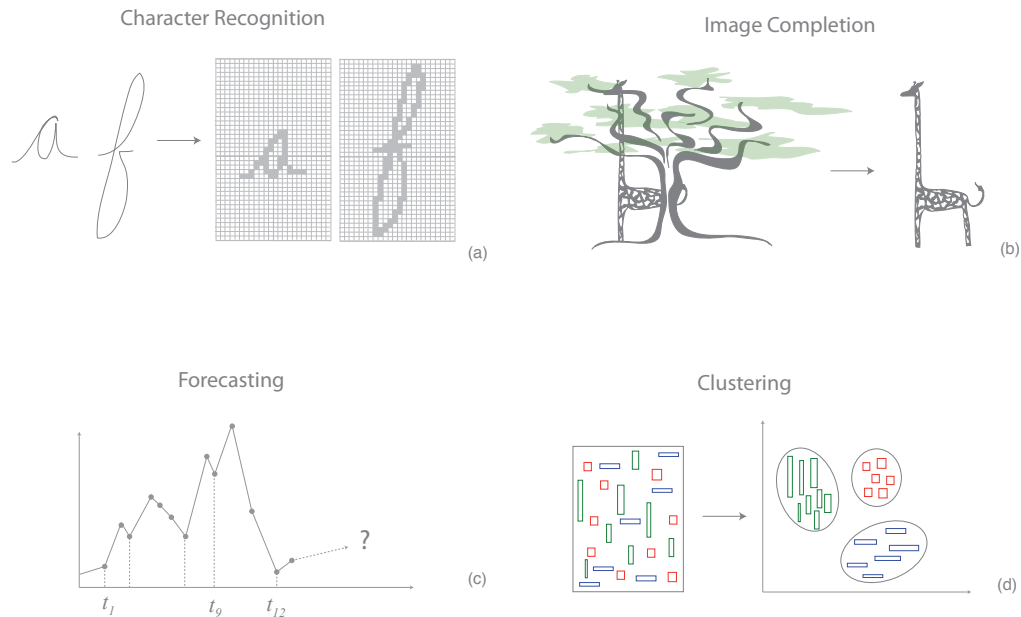 Character Recognition
a f
(a)
Image Completion
(b)
Forecasting
?
t1 t9 t12
(c)
Clustering
(d)